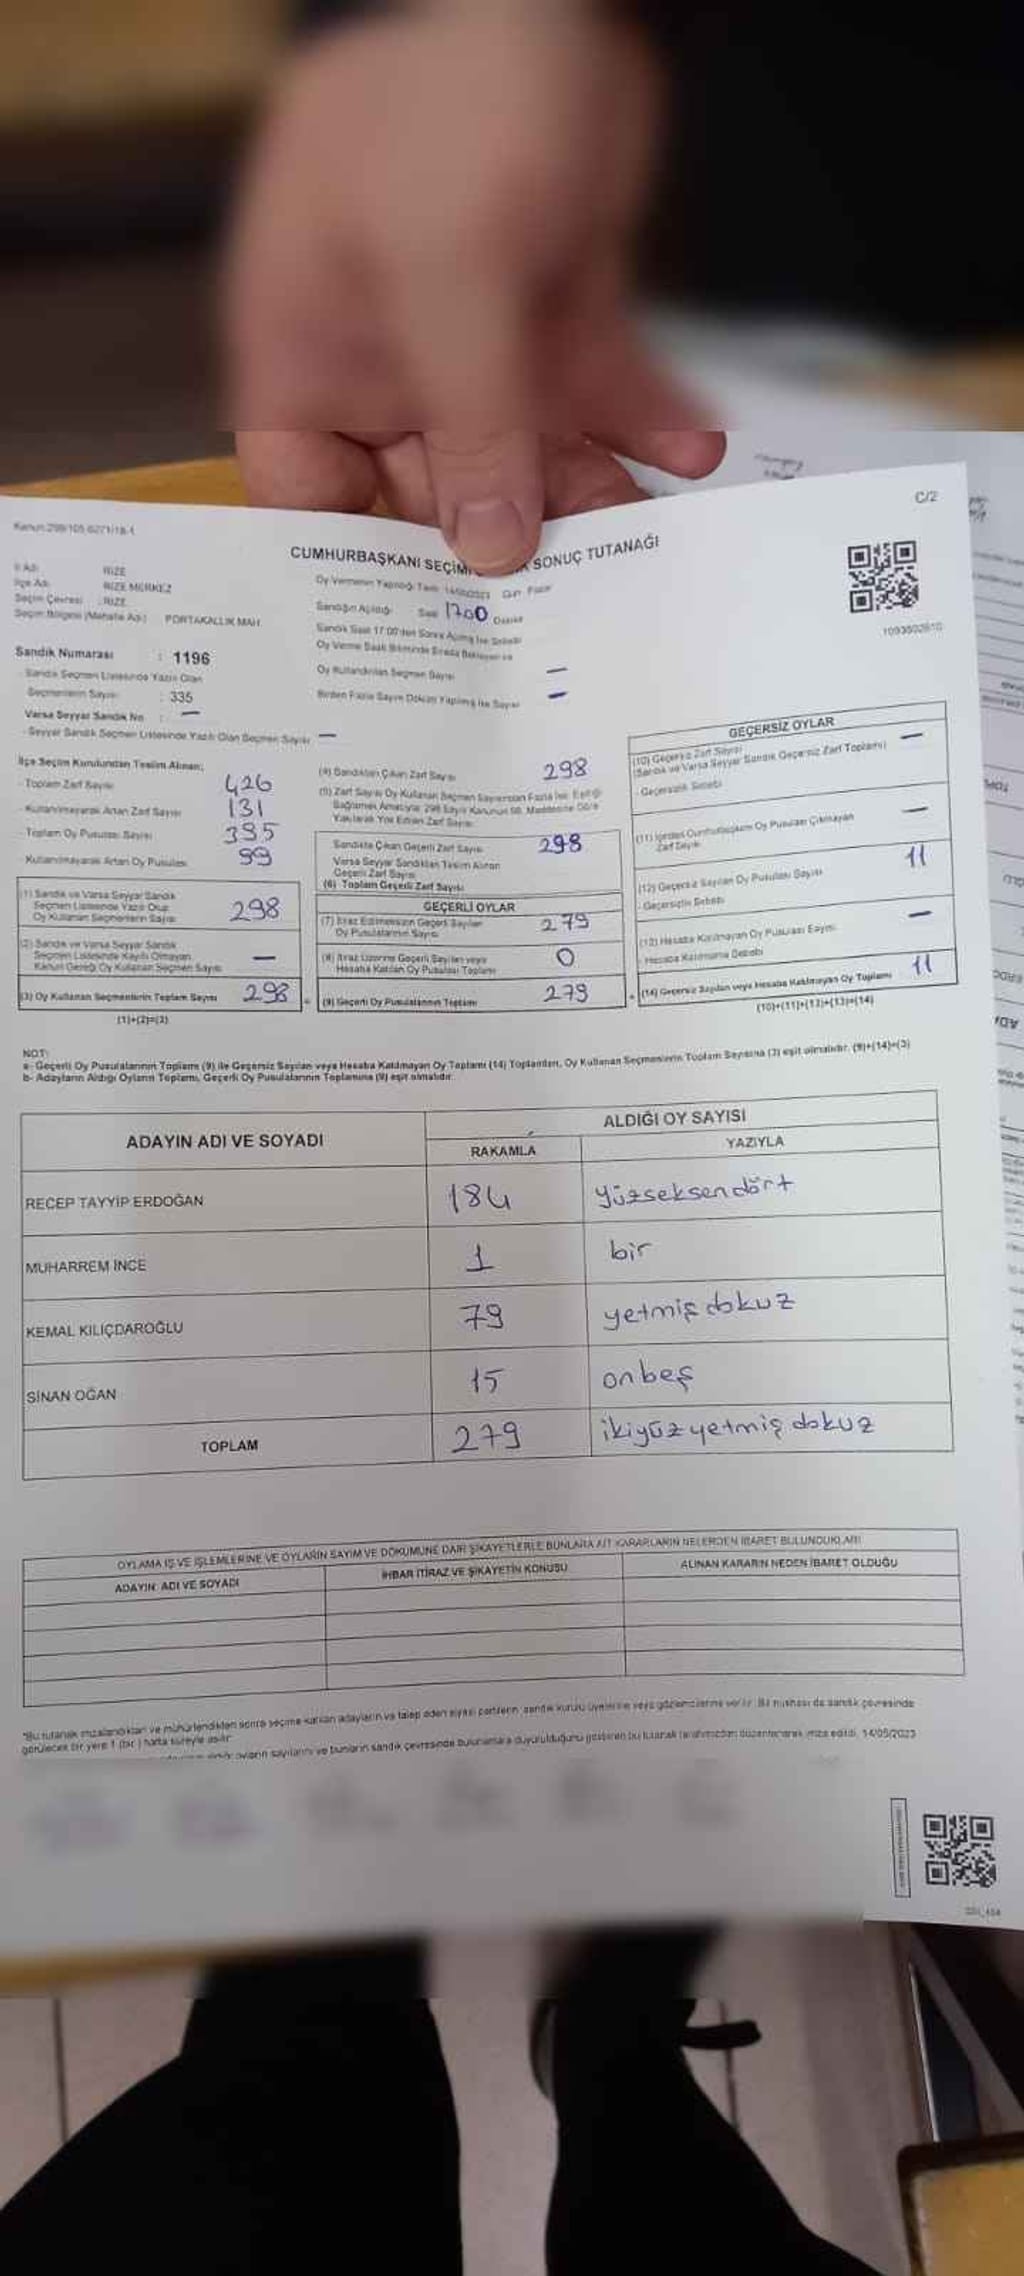 Kanun:298/105 6271/18-1
C/2
CUMHURBAŞKANI SEÇİMİ SONUÇ TUTANAĞI
İl Adı : RİZE
İlçe Adı : RİZE MERKEZ
Seçim Çevresi : RİZE
Seçim Bölgesi (Mahalle Adı) : PORTAKALLIK MAH.
Sandık Numarası : 1196
Sandık Seçmen Listesinde Yazılı Olan
Seçmenlerin Sayısı : 335
Varsa Seyyar Sandık No : —
Seyyar Sandık Seçmen Listesinde Yazılı Olan Seçmen Sayısı —
Oy Vermenin Yapıldığı Tarih 14/05/2023 Gün Pazar
Sandığın Açıldığı Saat 1700 Dakika
Sandık Saat 17:00'den Sonra Açılmış İse Sebebi
Oy Verme Saati Bitiminde Sırada Bekleyen ve
Oy Kullandırılan Seçmen Sayısı —
Birden Fazla Sayım Döküm Yapılmış İse Sayısı —
1093602810
İlçe Seçim Kurulundan Teslim Alınan;
- Toplam Zarf Sayısı 426
- Kullanılmayarak Artan Zarf Sayısı 131
- Toplam Oy Pusulası Sayısı 395
- Kullanılmayarak Artan Oy Pusulası 99
(1) Sandık ve Varsa Seyyar Sandık
Seçmen Listesinde Yazılı Olup
Oy Kullanan Seçmenlerin Sayısı 298
(2) Sandık ve Varsa Seyyar Sandık
Seçmen Listesinde Kayıtlı Olmayan
Kanun Gereği Oy Kullanan Seçmen Sayısı —
(3) Oy Kullanan Seçmenlerin Toplam Sayısı 298
(1)+(2)=(3)
(4) Sandıktan Çıkan Zarf Sayısı 298
(5) Zarf Sayısı Oy Kullanan Seçmen Sayısından Fazla İse, Eşitliği
Sağlamak Amacıyla; 298 Sayılı Kanunun 98. Maddesine Göre
Yakılarak Yok Edilen Zarf Sayısı
Sandıkta Çıkan Geçerli Zarf Sayısı 298
Varsa Seyyar Sandıktan Teslim Alınan
Geçerli Zarf Sayısı
(6) Toplam Geçerli Zarf Sayısı
GEÇERLİ OYLAR
(7) İtiraz Edilmeksizin Geçerli Sayılan
Oy Pusulalarının Sayısı 279
(8) İtiraz Üzerine Geçerli Sayılan veya
Hesaba Katılan Oy Pusulası Toplamı 0
(9) Geçerli Oy Pusulalarının Toplamı 279
GEÇERSİZ OYLAR
(10) Geçersiz Zarf Sayısı
(Sandık ve Varsa Seyyar Sandık Geçersiz Zarf Toplamı) —
- Geçersizlik Sebebi
(11) İçinden Cumhurbaşkanı Oy Pusulası Çıkmayan
Zarf Sayısı —
(12) Geçersiz Sayılan Oy Pusulası Sayısı 11
- Geçersizlik Sebebi
(13) Hesaba Katılmayan Oy Pusulası Sayısı —
- Hesaba Katılmama Sebebi
(14) Geçersiz Sayılan veya Hesaba Katılmayan Oy Toplamı 11
(10)+(11)+(12)+(13)=(14)
NOT:
a- Geçerli Oy Pusulalarının Toplamı (9) ile Geçersiz Sayılan veya Hesaba Katılmayan Oy Toplamı (14) Toplamları, Oy Kullanan Seçmenlerin Toplam Sayısına (3) eşit olmalıdır. (9)+(14)=(3)
b- Adayların Aldığı Oyların Toplamı, Geçerli Oy Pusulalarının Toplamına (9) eşit olmalıdır.
ADAYIN ADI VE SOYADI
ALDIĞI OY SAYISI
RAKAMLA YAZIYLA
RECEP TAYYİP ERDOĞAN 184 yüzseksendört
MUHARREM İNCE 1 bir
KEMAL KILIÇDAROĞLU 79 yetmiş dokuz
SİNAN OĞAN 15 onbeş
TOPLAM 279 ikiyüzyetmiş dokuz
OYLAMA İŞ VE İŞLEMLERİNE VE OYLARIN SAYIM VE DÖKÜMÜNE DAİR ŞİKAYETLERLE BUNLARA AİT KARARLARIN NELERDEN İBARET BULUNDUKLARI
ADAYIN ADI VE SOYADI İHBAR İTİRAZ VE ŞİKAYETİN KONUSU ALINAN KARARIN NEDEN İBARET OLDUĞU
*Bu tutanak imzalandıktan ve mühürlendikten sonra seçime katılan adayların ve talep eden siyasi partilerin sandık kurulu üyelerine veya gözlemcilerine verilir. Bir nüshası da sandık çevresinde
görülecek bir yere 1 (bir) hafta süreyle asılır.
oyların sayılarını ve bunların sandık çevresinde bulunanlara duyurulduğunu gösteren bu tutanak tarafımızdan düzenlenerek imza edildi. 14/05/2023